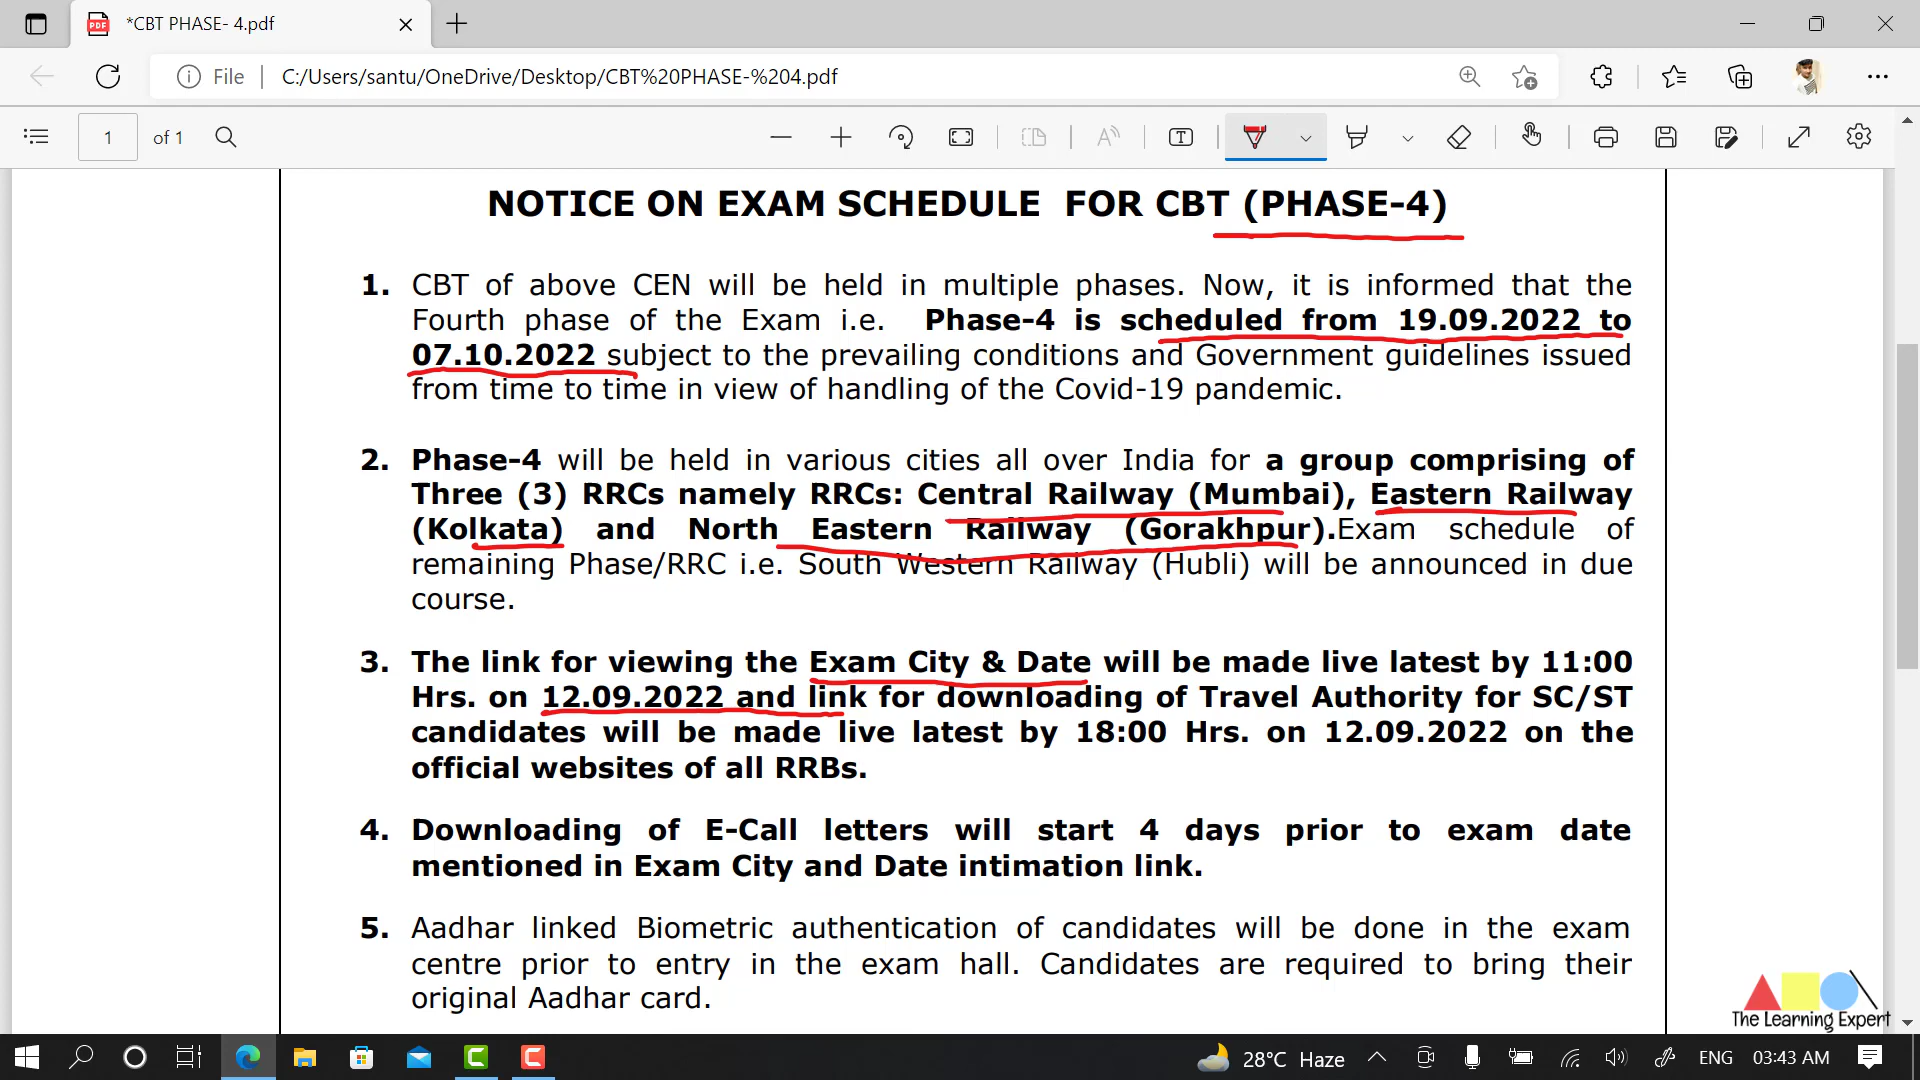 *CBT PHASE- 4.pdf
File
C:/Users/santu/OneDrive/Desktop/CBT%20PHASE-%204.pdf
1 of 1
NOTICE ON EXAM SCHEDULE FOR CBT (PHASE-4)
1. CBT of above CEN will be held in multiple phases. Now, it is informed that the
Fourth phase of the Exam i.e. Phase-4 is scheduled from 19.09.2022 to
07.10.2022 subject to the prevailing conditions and Government guidelines issued
from time to time in view of handling of the Covid-19 pandemic.
2. Phase-4 will be held in various cities all over India for a group comprising of
Three (3) RRCs namely RRCs: Central Railway (Mumbai), Eastern Railway
(Kolkata) and North Eastern Railway (Gorakhpur).Exam schedule of
remaining Phase/RRC i.e. South Western Railway (Hubli) will be announced in due
course.
3. The link for viewing the Exam City & Date will be made live latest by 11:00
Hrs. on 12.09.2022 and link for downloading of Travel Authority for SC/ST
candidates will be made live latest by 18:00 Hrs. on 12.09.2022 on the
official websites of all RRBs.
4. Downloading of E-Call letters will start 4 days prior to exam date
mentioned in Exam City and Date intimation link.
5. Aadhar linked Biometric authentication of candidates will be done in the exam
centre prior to entry in the exam hall. Candidates are required to bring their
original Aadhar card.
The Learning Expert
28°C Haze
ENG
03:43 AM